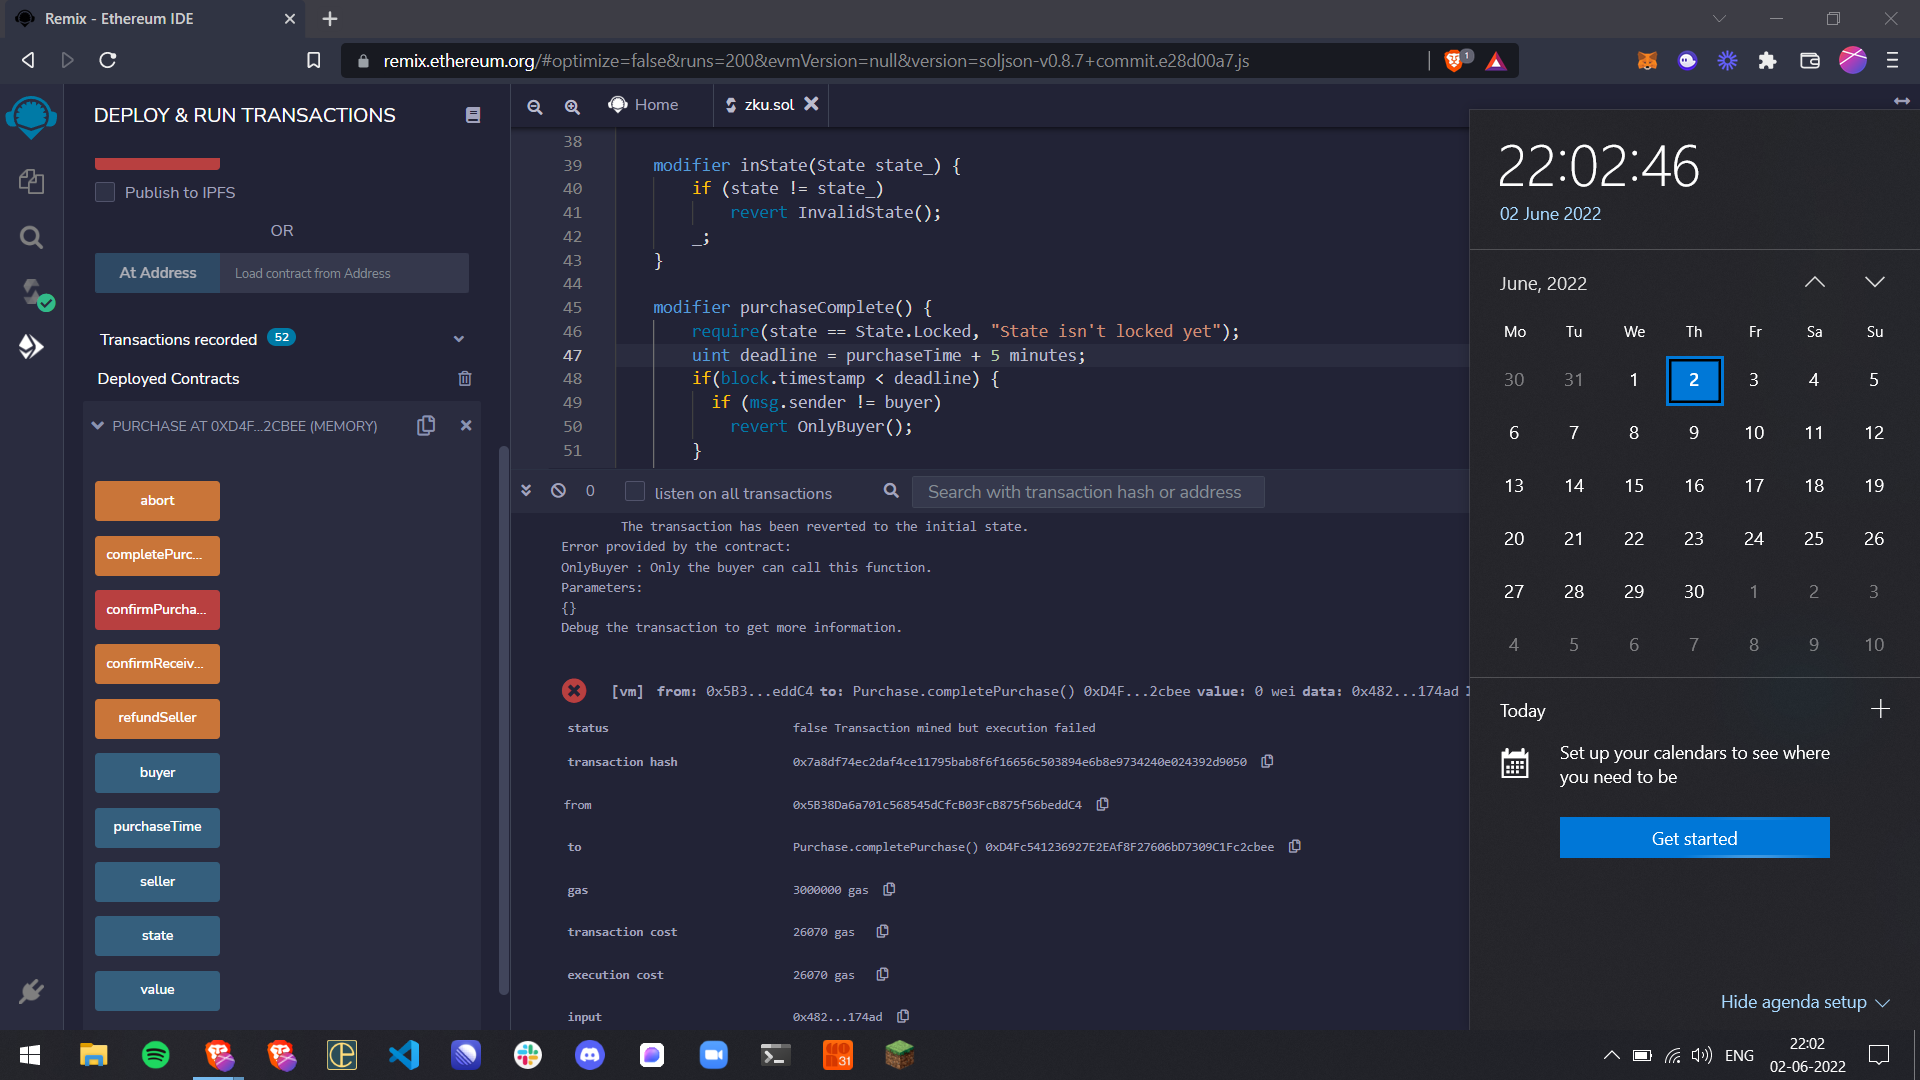 Remix - Ethereum IDE
remix.ethereum.org/#optimize=false&runs=200&evmVersion=null&version=soljson-v0.8.7+commit.e28d00a7.js
1
DEPLOY & RUN TRANSACTIONS
Publish to IPFS
OR
At Address
Load contract from Address
Transactions recorded 52
Deployed Contracts
PURCHASE AT 0XD4F...2CBEE (MEMORY)
abort
completePurc...
confirmPurcha...
confirmReceiv...
refundSeller
buyer
purchaseTime
seller
state
value
Home
zku.sol
38
39 modifier inState(State state_) {
40 if (state != state_)
41 revert InvalidState();
42 _;
43 }
44
45 modifier purchaseComplete() {
46 require(state == State.Locked, "State isn't locked yet");
47 uint deadline = purchaseTime + 5 minutes;
48 if(block.timestamp < deadline) {
49 if (msg.sender != buyer)
50 revert OnlyBuyer();
51 }
0
listen on all transactions
Search with transaction hash or address
The transaction has been reverted to the initial state.
Error provided by the contract:
OnlyBuyer : Only the buyer can call this function.
Parameters:
{}
Debug the transaction to get more information.
[vm] from: 0x5B3...eddC4 to: Purchase.completePurchase() 0xD4F...2cbee value: 0 wei data: 0x482...174ad
status false Transaction mined but execution failed
transaction hash 0x7a8df74ec2daf4ce11795bab8f6f16656c503894e6b8e9734240e024392d9050
from 0x5B38Da6a701c568545dCfcB03FcB875f56beddC4
to Purchase.completePurchase() 0xD4Fc541236927E2EAf8F27606bD7309C1Fc2cbee
gas 3000000 gas
transaction cost 26070 gas
execution cost 26070 gas
input 0x482...174ad
22:02:46
02 June 2022
June, 2022
Mo Tu We Th Fr Sa Su
30 31 1 2 3 4 5
6 7 8 9 10 11 12
13 14 15 16 17 18 19
20 21 22 23 24 25 26
27 28 29 30 1 2 3
4 5 6 7 8 9 10
Today
Set up your calendars to see where
you need to be
Get started
Hide agenda setup
31
ENG
22:02
02-06-2022